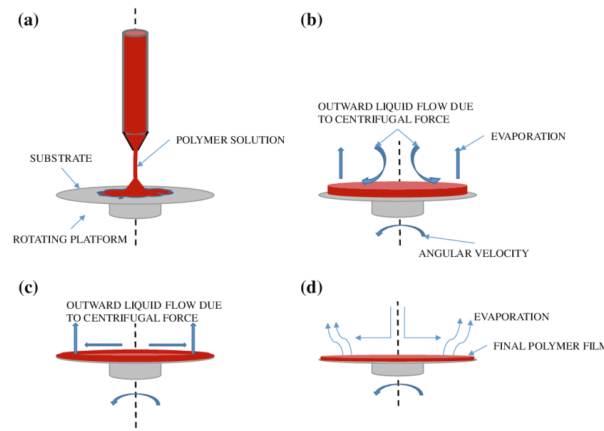 (a)
POLYMER SOLUTION
SUBSTRATE
ROTATING PLATFORM
(b)
OUTWARD LIQUID FLOW DUE
TO CENTRIFUGAL FORCE
EVAPORATION
ANGULAR VELOCITY
(c)
OUTWARD LIQUID FLOW DUE
TO CENTRIFUGAL FORCE
(d)
EVAPORATION
FINAL POLYMER FILM